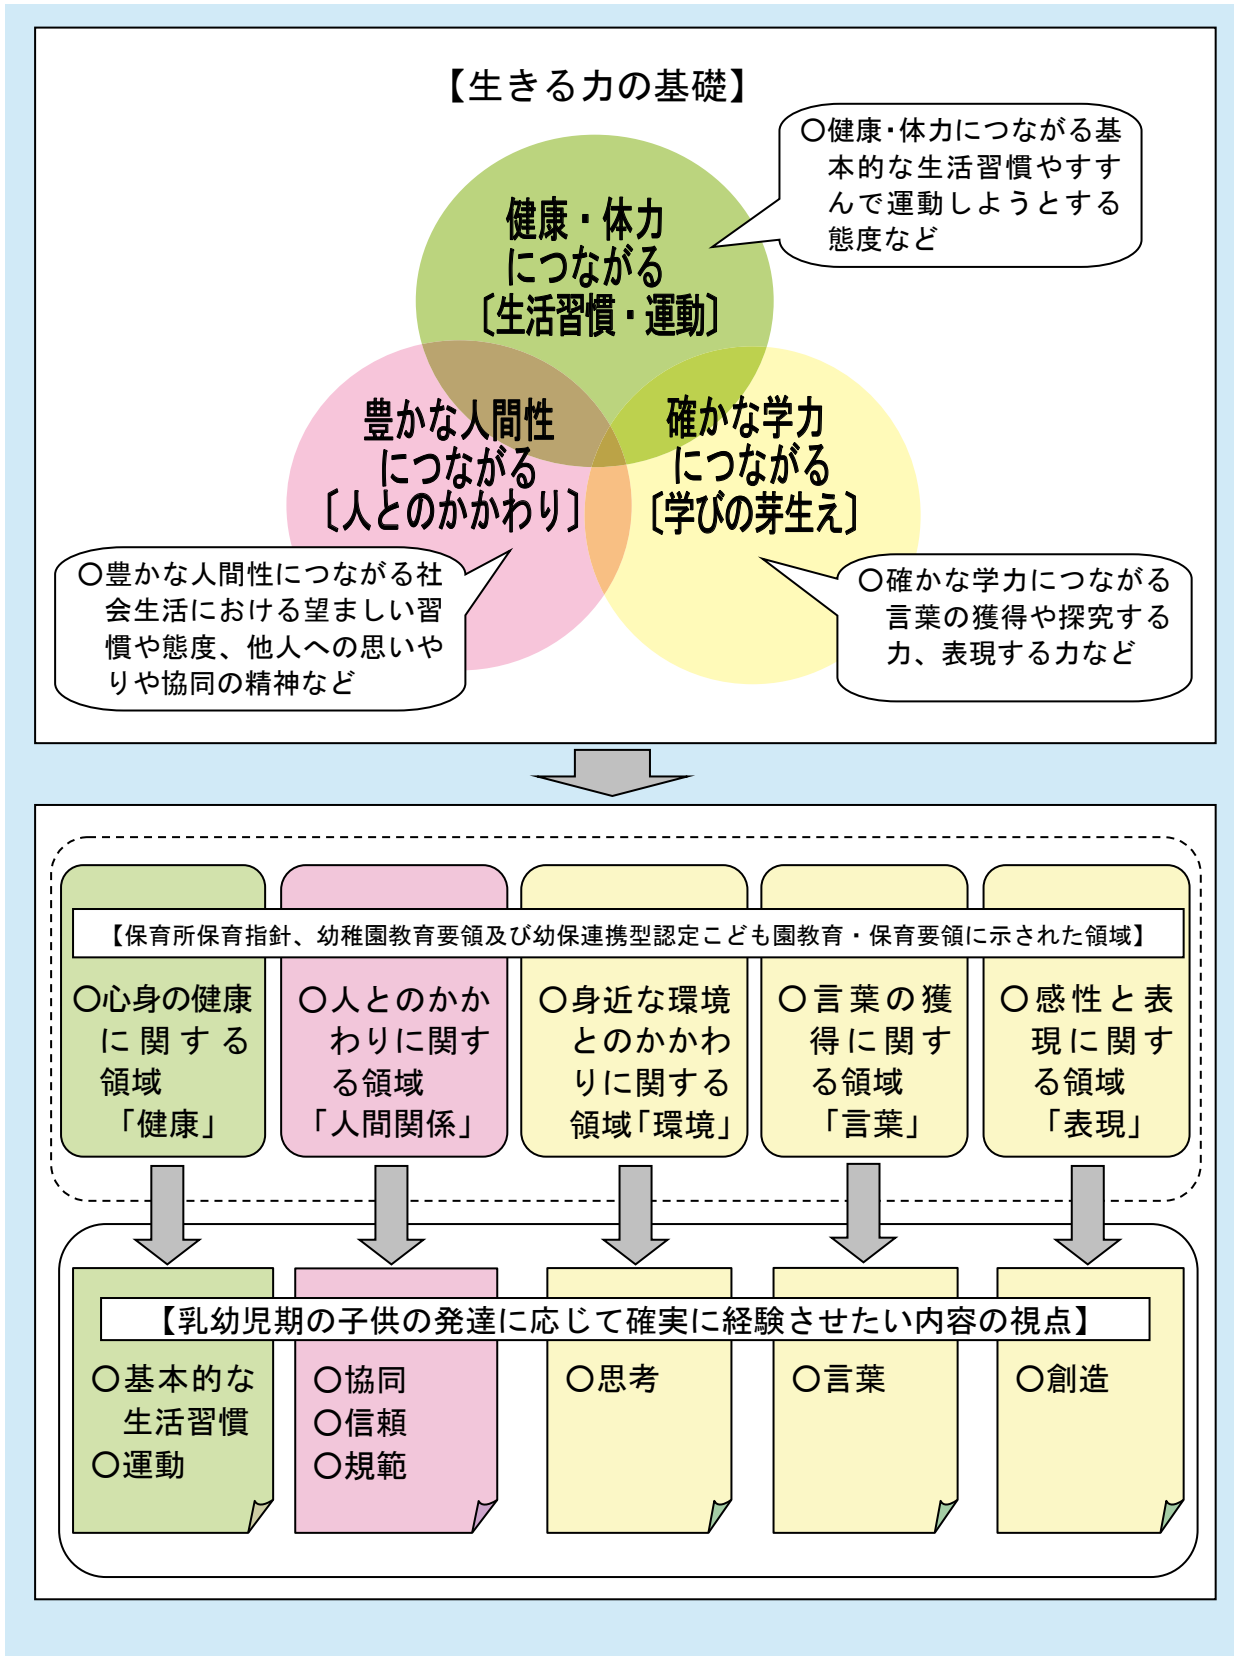 【生きる力の基礎】
〇健康・体力につながる基
本的な生活習慣やすす
んで運動しようとする
態度など
健康・体力
につながる
〔生活習慣・運動〕
豊かな人間性
につながる
〔人とのかかわり〕
確かな学力
につながる
〔学びの芽生え〕
〇豊かな人間性につながる社
会生活における望ましい習
慣や態度、他人への思いや
りや協同の精神など
〇確かな学力につながる
言葉の獲得や探究する
力、表現する力など
【保育所保育指針、幼稚園教育要領及び幼保連携型認定こども園教育・保育要領に示された領域】
〇心身の健康
に関する
領域
「健康」
〇人とのかか
わりに関す
る領域
「人間関係」
〇身近な環境
とのかかわ
りに関する
領域「環境」
〇言葉の獲
得に関す
る領域
「言葉」
〇感性と表
現に関す
る領域
「表現」
【乳幼児期の子供の発達に応じて確実に経験させたい内容の視点】
〇基本的な
生活習慣
〇運動
〇協同
〇信頼
〇規範
〇思考
〇言葉
〇創造